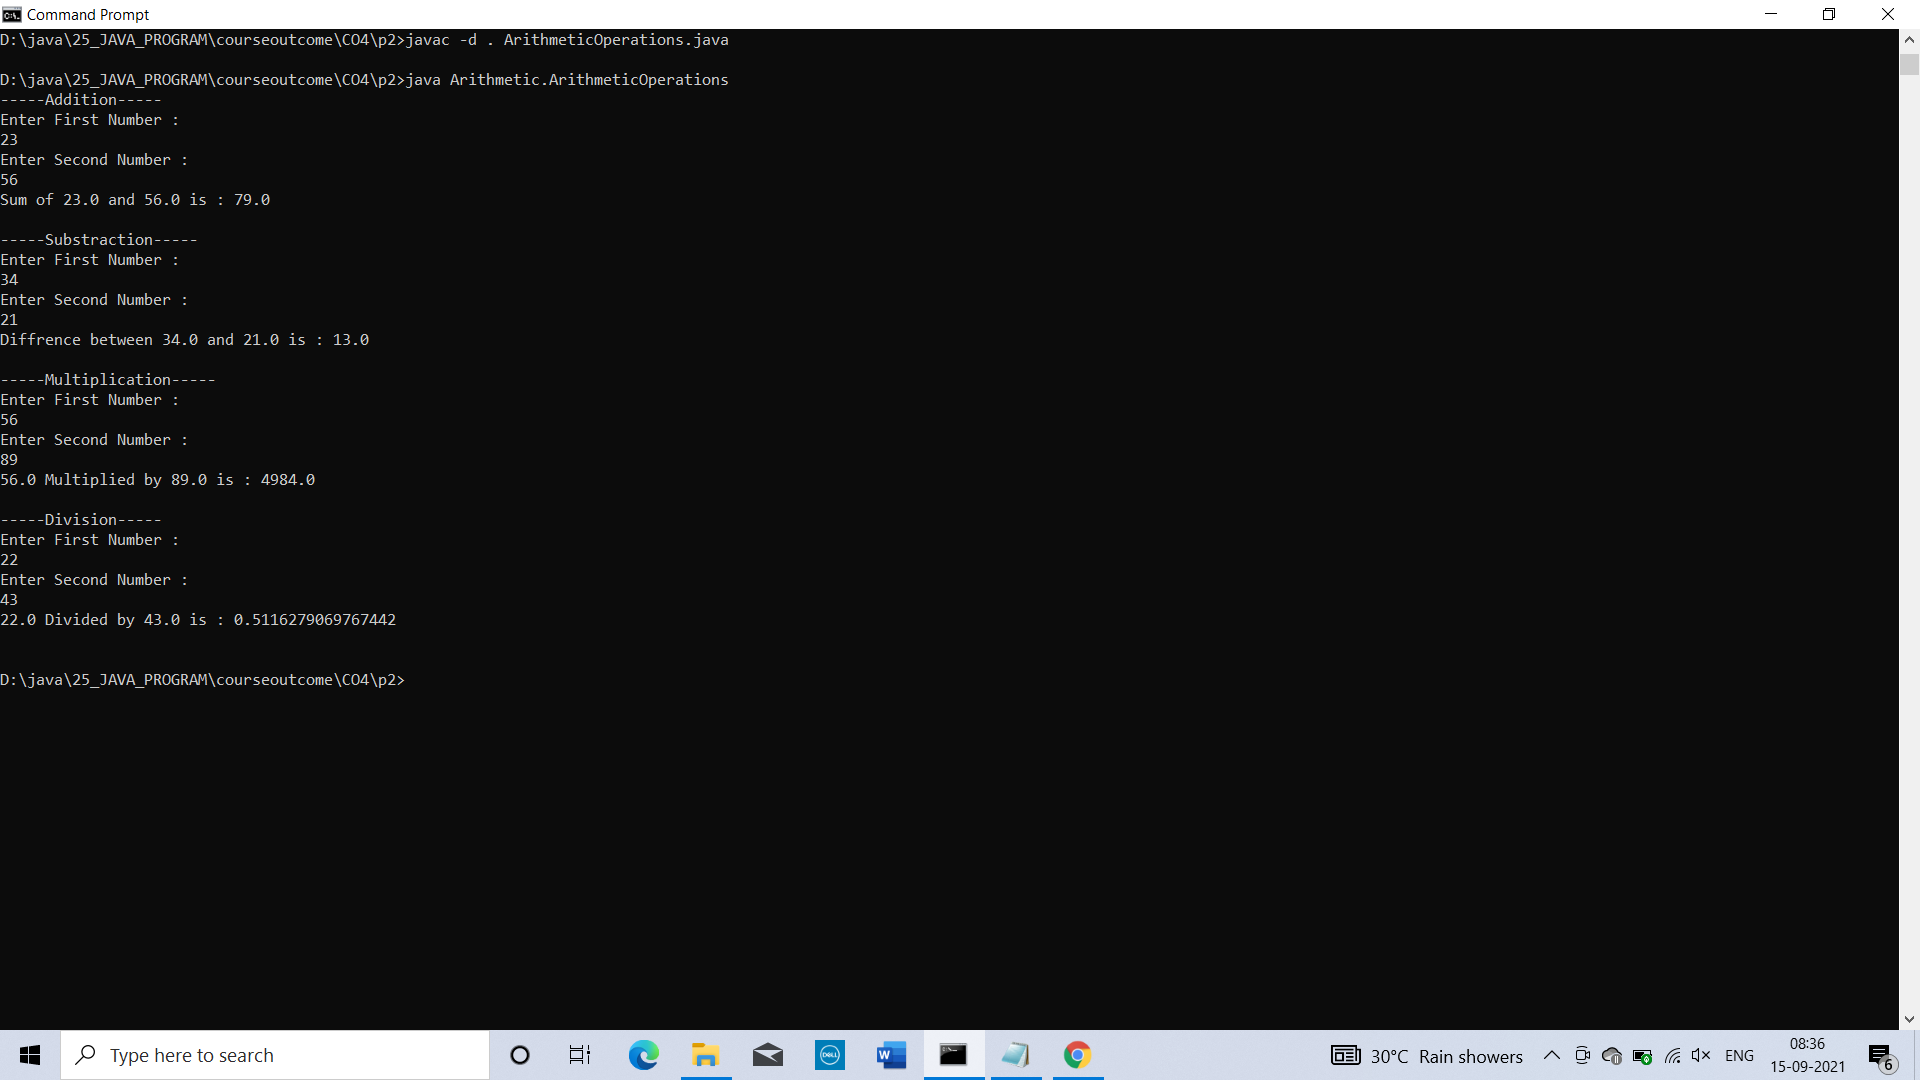 Command Prompt
D:\java\25_JAVA_PROGRAM\courseoutcome\CO4\p2>javac -d . ArithmeticOperations.java
D:\java\25_JAVA_PROGRAM\courseoutcome\CO4\p2>java Arithmetic.ArithmeticOperations
-----Addition-----
Enter First Number :
23
Enter Second Number :
56
Sum of 23.0 and 56.0 is : 79.0
-----Substraction-----
Enter First Number :
34
Enter Second Number :
21
Diffrence between 34.0 and 21.0 is : 13.0
-----Multiplication-----
Enter First Number :
56
Enter Second Number :
89
56.0 Multiplied by 89.0 is : 4984.0
-----Division-----
Enter First Number :
22
Enter Second Number :
43
22.0 Divided by 43.0 is : 0.5116279069767442
D:\java\25_JAVA_PROGRAM\courseoutcome\CO4\p2>
Type here to search
DELL
W
30°C Rain showers
ENG
08:36
15-09-2021
6